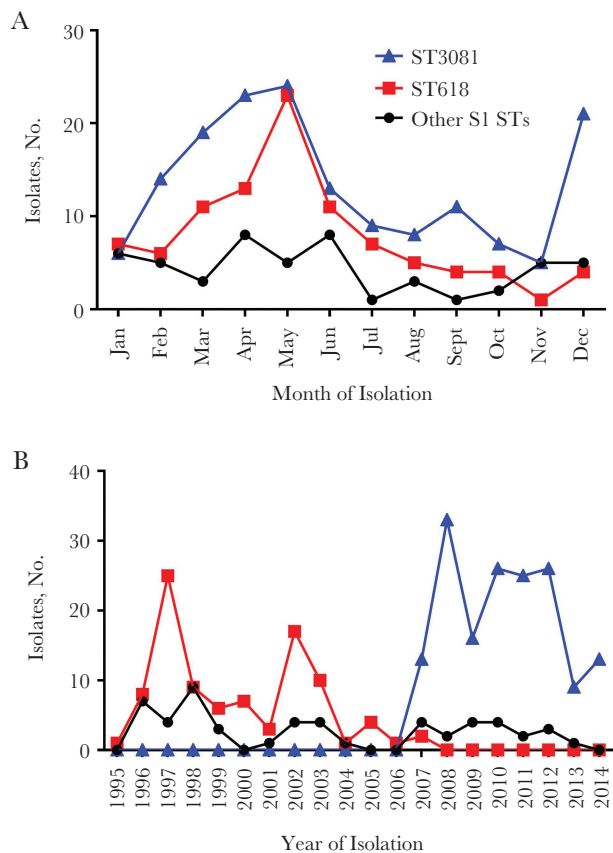 A
30
20
10
0
Isolates, No.
ST3081
ST618
Other S1 STs
Jan
Feb
Mar
Apr
May
Jun
Jul
Aug
Sept
Oct
Nov
Dec
Month of Isolation
B
40
30
20
10
0
Isolates, No.
1995
1996
1997
1998
1999
2000
2001
2002
2003
2004
2005
2006
2007
2008
2009
2010
2011
2012
2013
2014
Year of Isolation